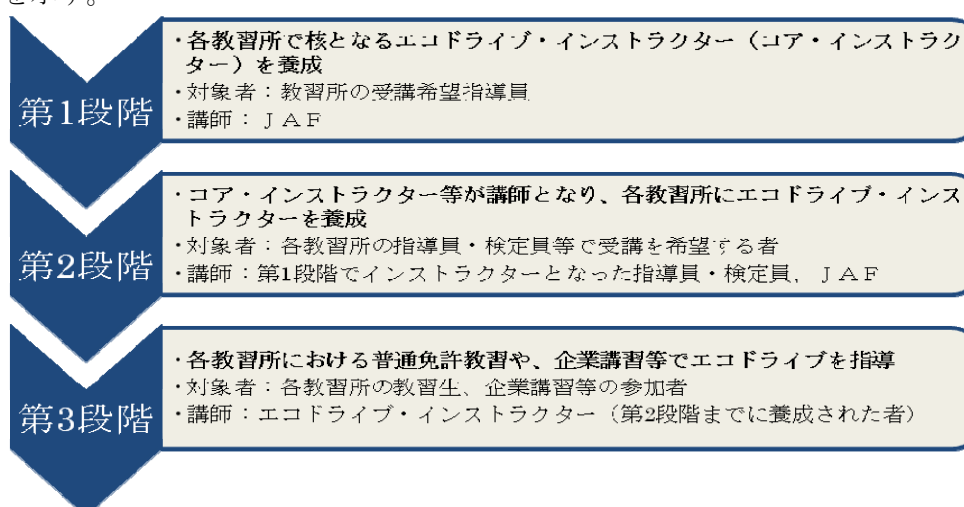 を示す。
第1段階
・各教習所で核となるエコドライブ・インストラクター（コア・インストラク
ター）を養成
・対象者：教習所の受講希望指導員
・講師：ＪＡＦ
第2段階
・コア・インストラクター等が講師となり、各教習所にエコドライブ・インス
トラクターを養成
・対象者：各教習所の指導員・検定員等で受講を希望する者
・講師：第1段階でインストラクターとなった指導員・検定員，ＪＡＦ
第3段階
・各教習所における普通免許教習や、企業講習等でエコドライブを指導
・対象者：各教習所の教習生、企業講習等の参加者
・講師：エコドライブ・インストラクター（第2段階までに養成された者）